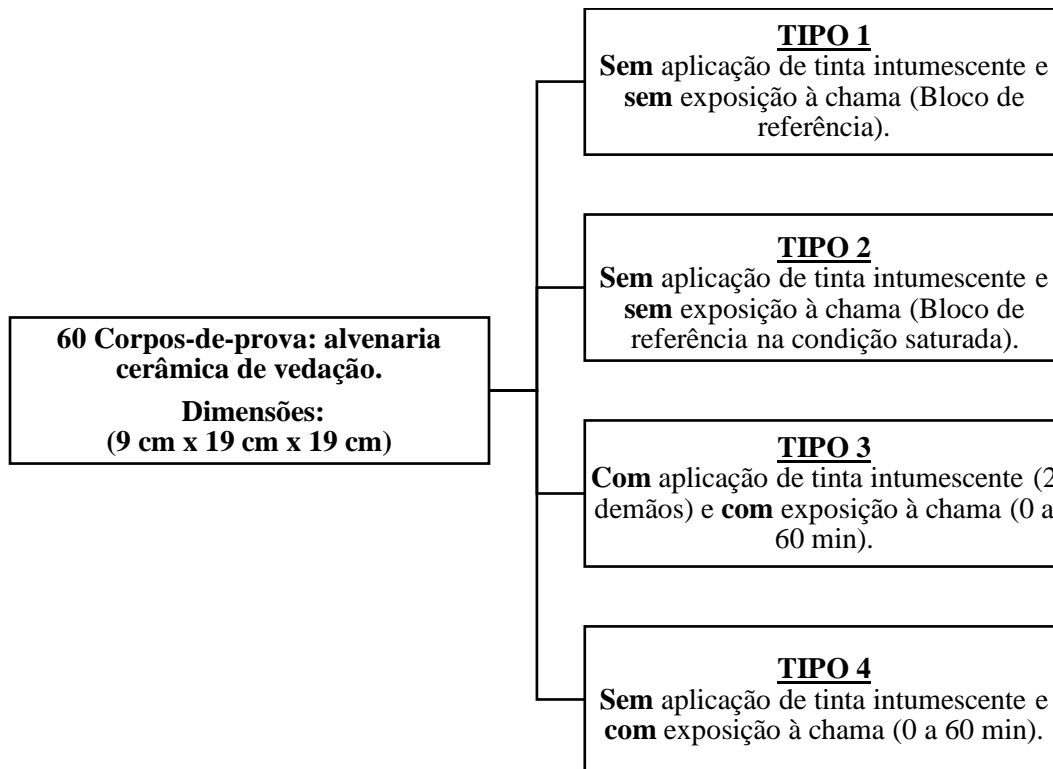 60 Corpos-de-prova: alvenaria
cerâmica de vedação.
Dimensões:
(9 cm x 19 cm x 19 cm)
TIPO 1
Sem aplicação de tinta intumescente e
sem exposição à chama (Bloco de
referência).
TIPO 2
Sem aplicação de tinta intumescente e
sem exposição à chama (Bloco de
referência na condição saturada).
TIPO 3
Com aplicação de tinta intumescente (2
demãos) e com exposição à chama (0 a
60 min).
TIPO 4
Sem aplicação de tinta intumescente e
com exposição à chama (0 a 60 min).